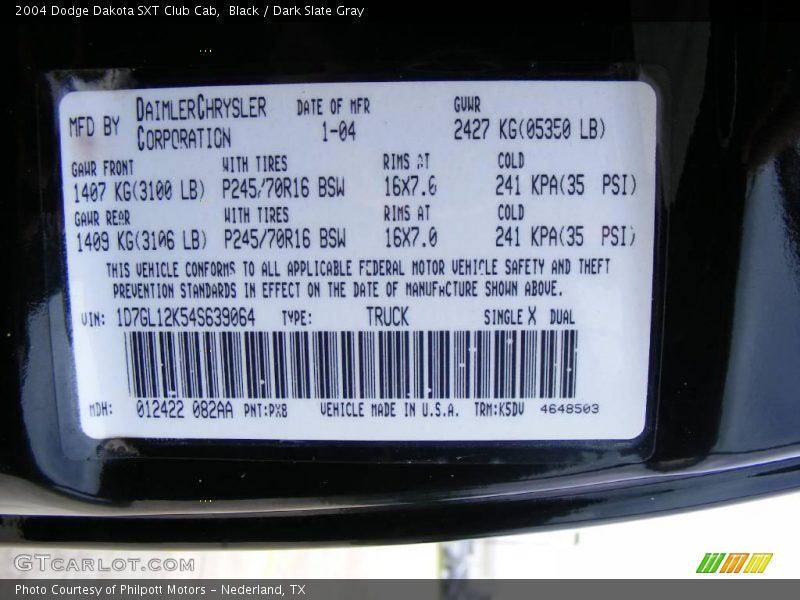 2004 Dodge Dakota SXT Club Cab,  Black / Dark Slate Gray
MFD BY DAIMLERCHRYSLER CORPORATION
DATE OF MFR 1-04
GVWR 2427 KG(05350 LB)
GAWR FRONT WITH TIRES RIMS AT COLD
1407 KG(3100 LB) P245/70R16 BSW 16X7.0 241 KPA(35 PSI)
GAWR REAR WITH TIRES RIMS AT COLD
1409 KG(3106 LB) P245/70R16 BSW 16X7.0 241 KPA(35 PSI)
THIS VEHICLE CONFORMS TO ALL APPLICABLE FEDERAL MOTOR VEHICLE SAFETY AND THEFT
PREVENTION STANDARDS IN EFFECT ON THE DATE OF MANUFACTURE SHOWN ABOVE.
VIN: 1D7GL12K54S639064 TYPE: TRUCK SINGLE X DUAL
MDH: 012422 082AA PNT:PX8 VEHICLE MADE IN U.S.A. TRM:K5DV 4648503
GTCARLOT.COM
Photo Courtesy of Philpott Motors - Nederland, TX